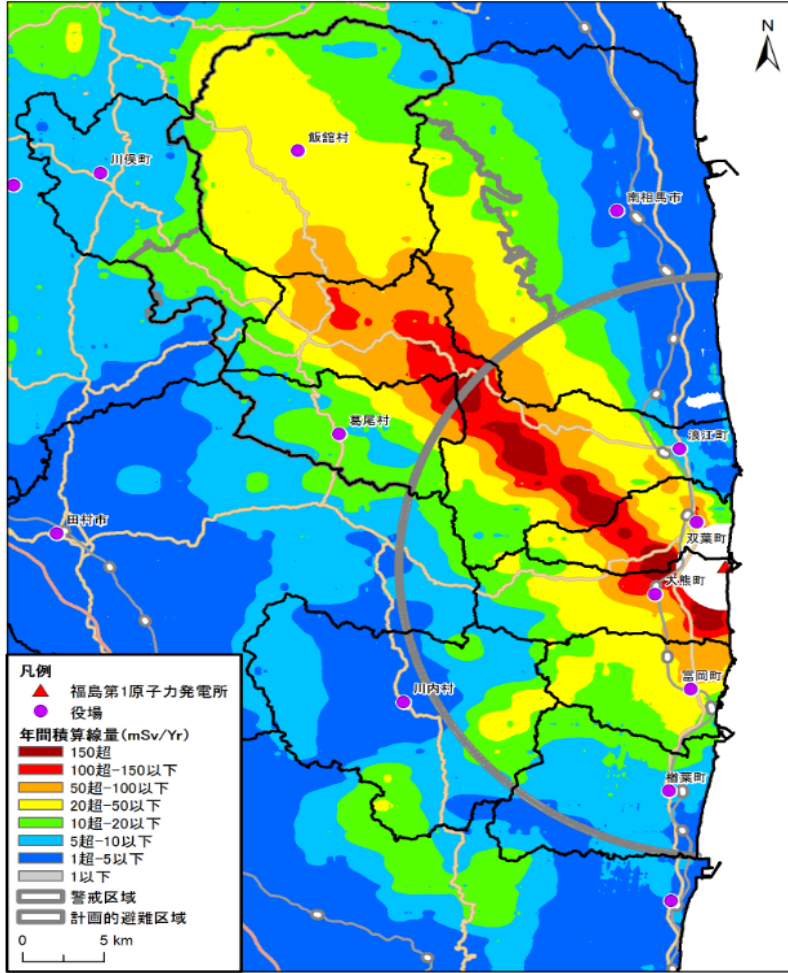 N
飯舘村
川俣町
南相馬市
葛尾村
浪江町
田村市
双葉町
大熊町
富岡町
川内村
楢葉町
凡例
福島第1原子力発電所
役場
年間積算線量(mSv/Yr)
150超
100超-150以下
50超-100以下
20超-50以下
10超-20以下
5超-10以下
1超-5以下
1以下
警戒区域
計画的避難区域
0 5 km